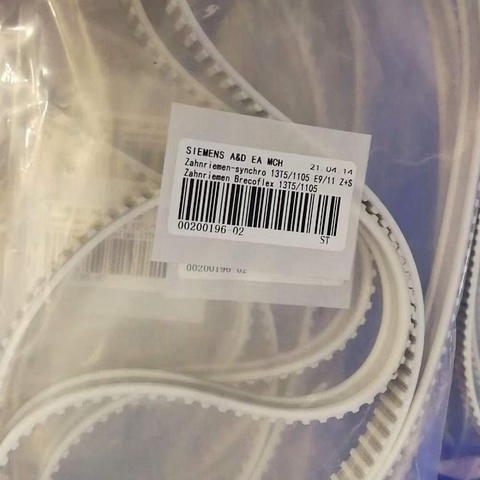 SIEMENS A&D EA MCH 21.04.14
Zahnriemen-synchro 13T5/1105 E9/11 Z+S
Zahnriemen Brecoflex 13T5/1105
00200196-02 ST
00200196-02